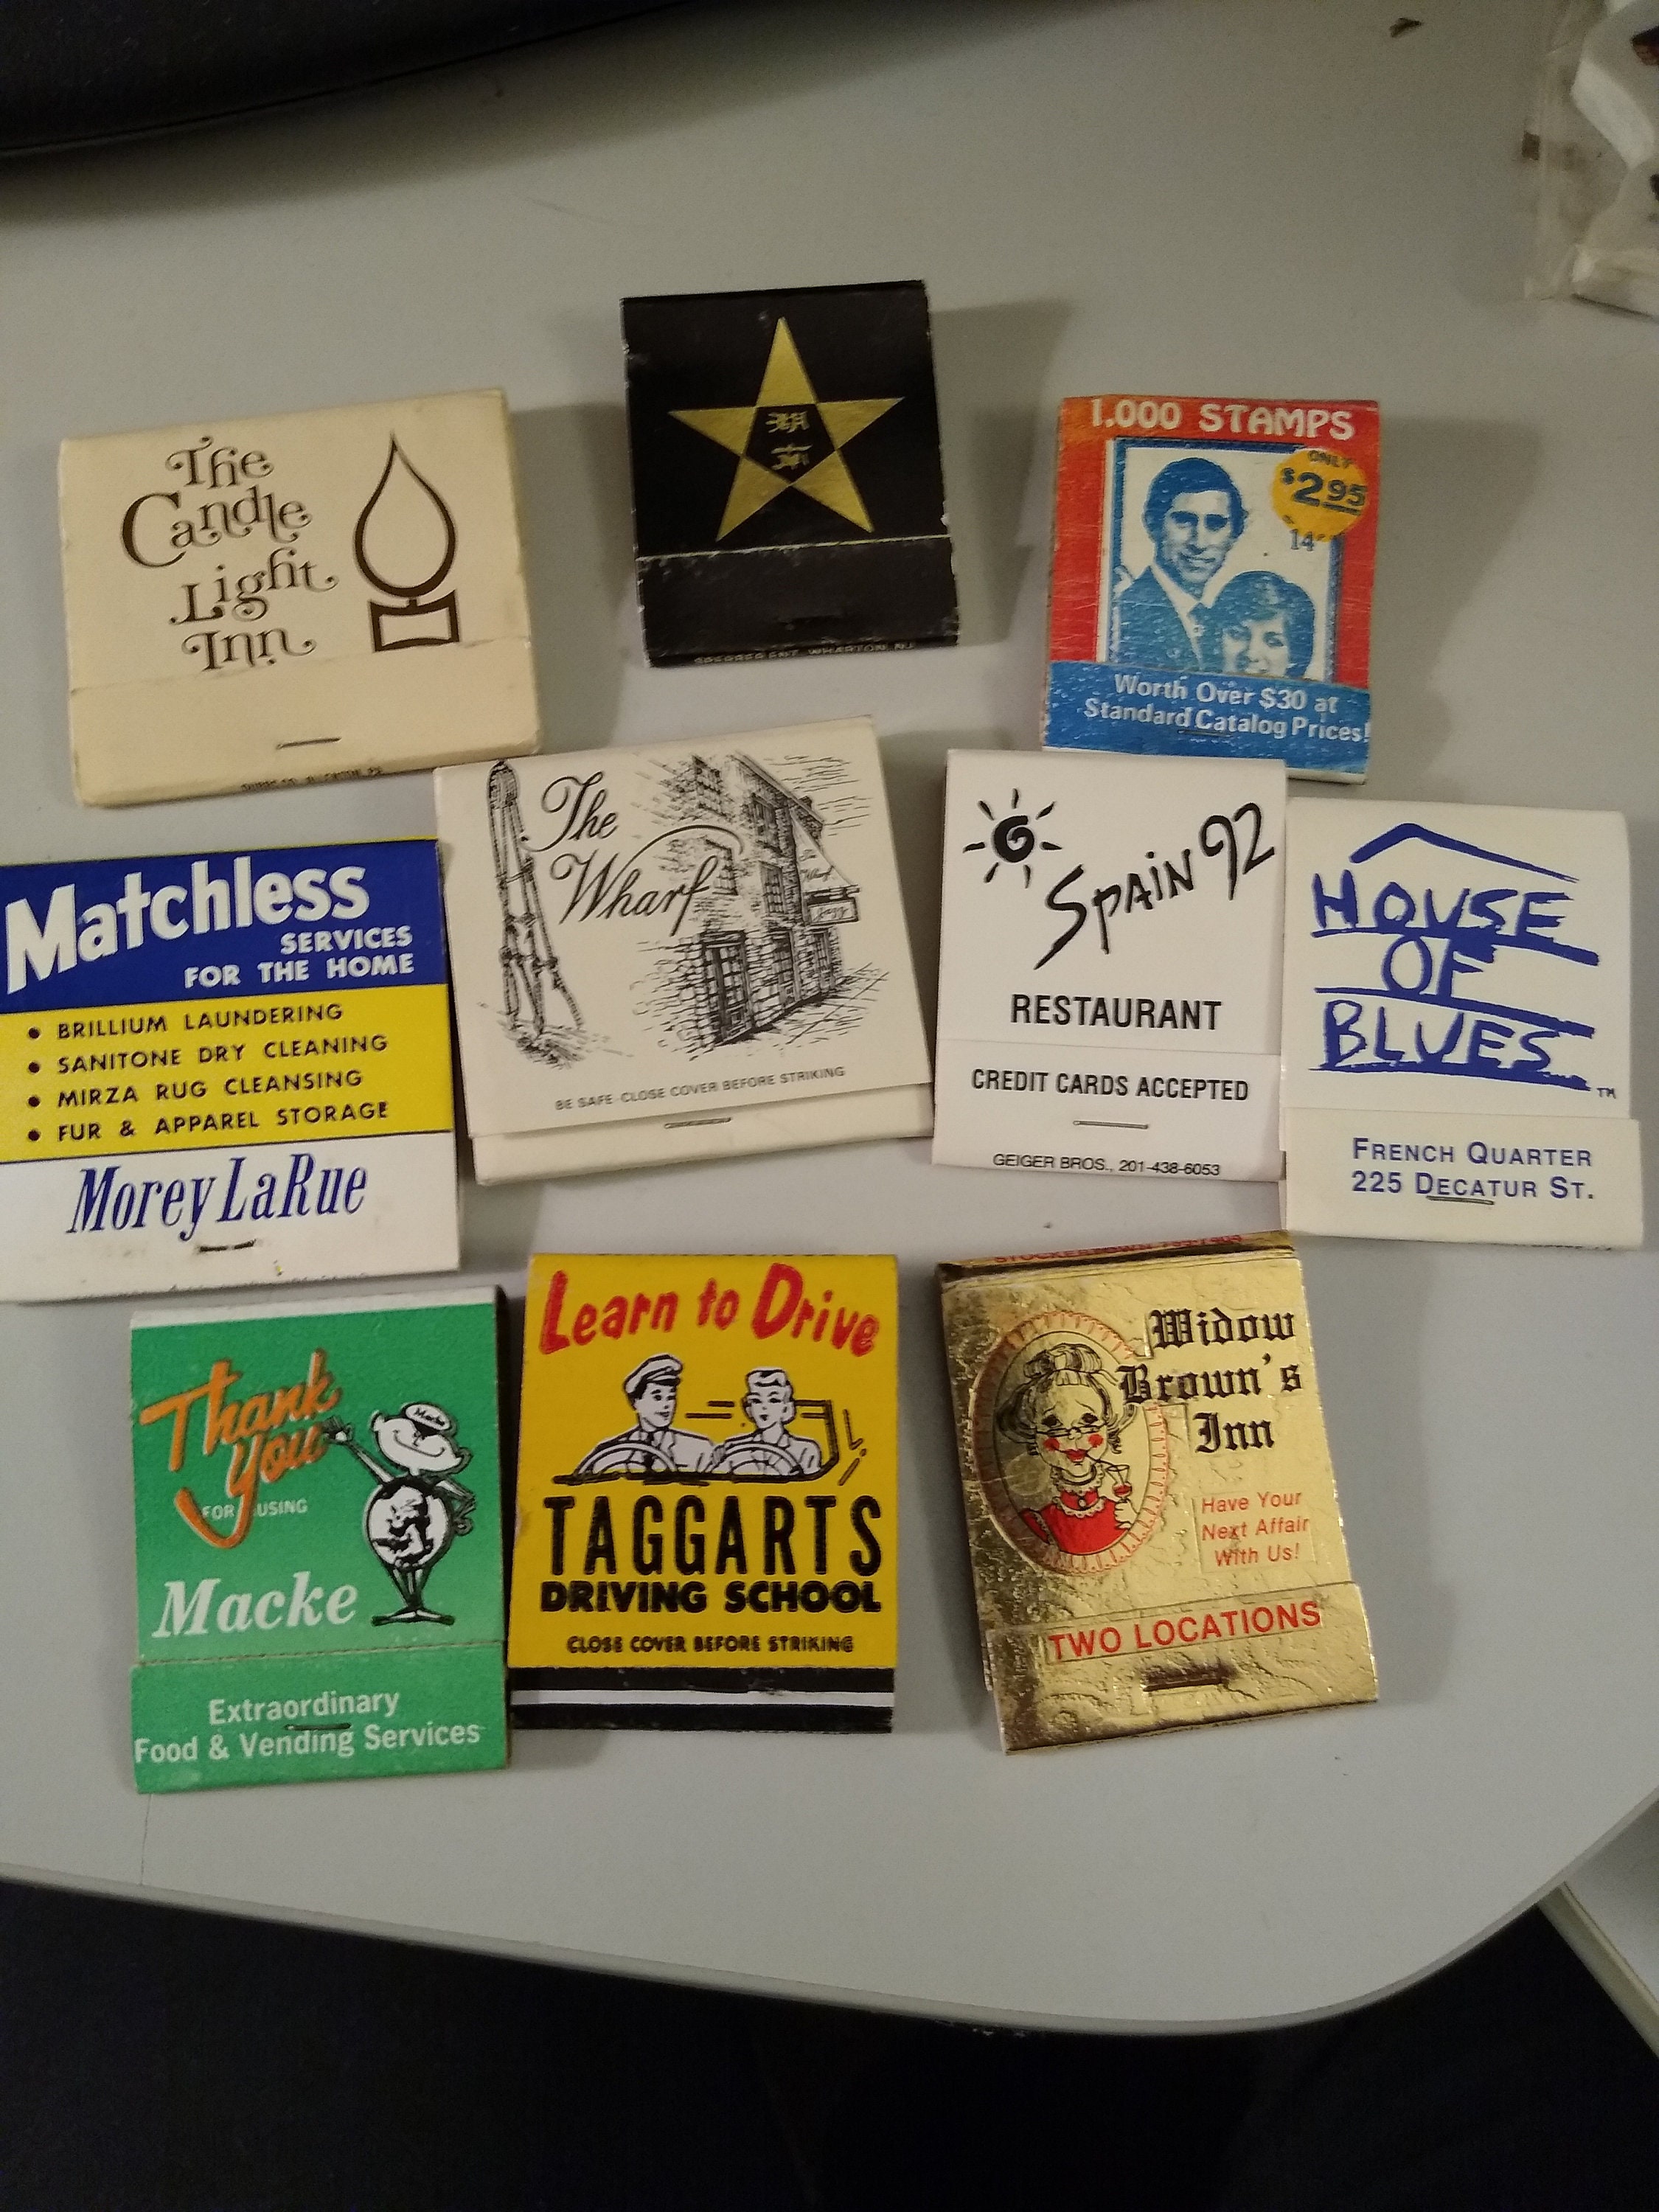 The
Candle
Light
Inn
1,000 STAMPS
ONLY
$2.95
14
Worth Over $30 at
Standard Catalog Prices!
Matchless
SERVICES
FOR THE HOME
• BRILLIUM LAUNDERING
• SANITONE DRY CLEANING
• MIRZA RUG CLEANSING
• FUR & APPAREL STORAGE
Morey LaRue
The
Wharf
BE SAFE-CLOSE COVER BEFORE STRIKING
SPAIN 92
RESTAURANT
CREDIT CARDS ACCEPTED
GEIGER BROS., 201-438-6053
HOUSE
OF
BLUES
TM
FRENCH QUARTER
225 DECATUR ST.
Thank
You
FOR USING
Macke
Macke
Extraordinary
Food & Vending Services
Learn to Drive
TAGGARTS
DRIVING SCHOOL
CLOSE COVER BEFORE STRIKING
Widow
Brown's
Inn
Have Your
Next Affair
With Us!
TWO LOCATIONS